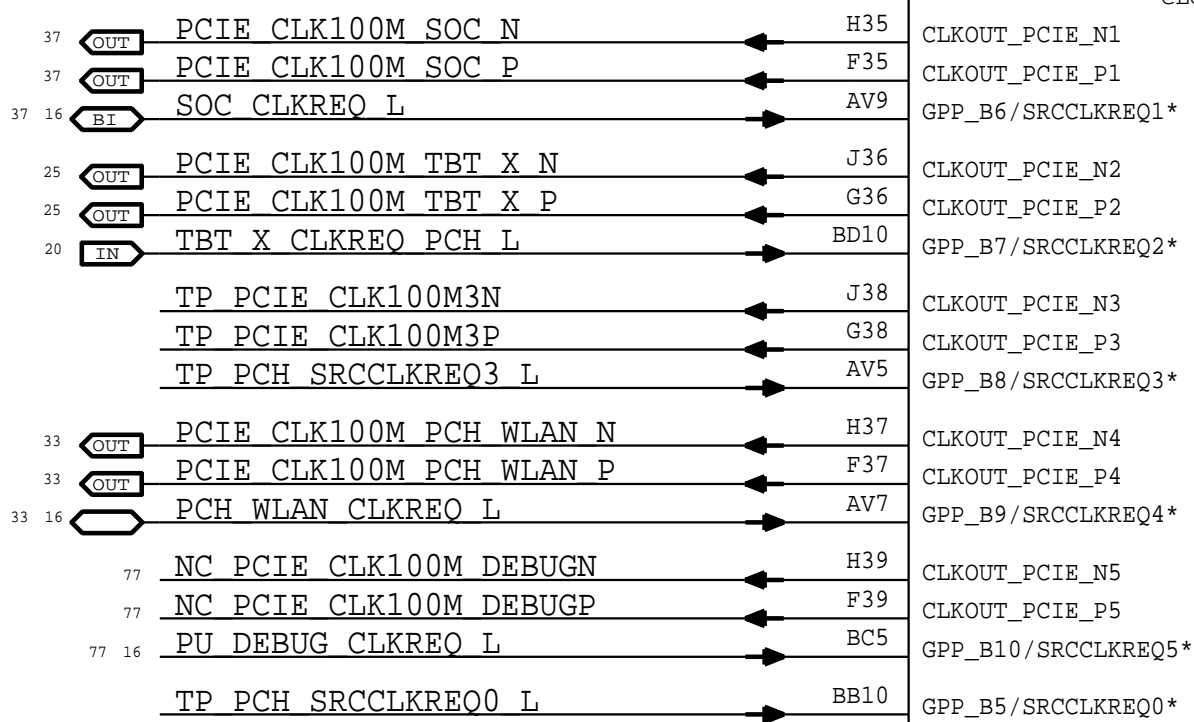 37 OUT PCIE_CLK100M_SOC_N H35 CLKOUT_PCIE_N1
37 OUT PCIE_CLK100M_SOC_P F35 CLKOUT_PCIE_P1
37 16 BI SOC_CLKREQ_L AV9 GPP_B6/SRCCLKREQ1*
25 OUT PCIE_CLK100M_TBT_X_N J36 CLKOUT_PCIE_N2
25 OUT PCIE_CLK100M_TBT_X_P G36 CLKOUT_PCIE_P2
20 IN TBT_X_CLKREQ_PCH_L BD10 GPP_B7/SRCCLKREQ2*
TP_PCIE_CLK100M3N J38 CLKOUT_PCIE_N3
TP_PCIE_CLK100M3P G38 CLKOUT_PCIE_P3
TP_PCH_SRCCLKREQ3_L AV5 GPP_B8/SRCCLKREQ3*
33 OUT PCIE_CLK100M_PCH_WLAN_N H37 CLKOUT_PCIE_N4
33 OUT PCIE_CLK100M_PCH_WLAN_P F37 CLKOUT_PCIE_P4
33 16 PCH_WLAN_CLKREQ_L AV7 GPP_B9/SRCCLKREQ4*
77 NC_PCIE_CLK100M_DEBUGN H39 CLKOUT_PCIE_N5
77 NC_PCIE_CLK100M_DEBUGP F39 CLKOUT_PCIE_P5
77 16 PU_DEBUG_CLKREQ_L BC5 GPP_B10/SRCCLKREQ5*
TP_PCH_SRCCLKREQ0_L BB10 GPP_B5/SRCCLKREQ0*